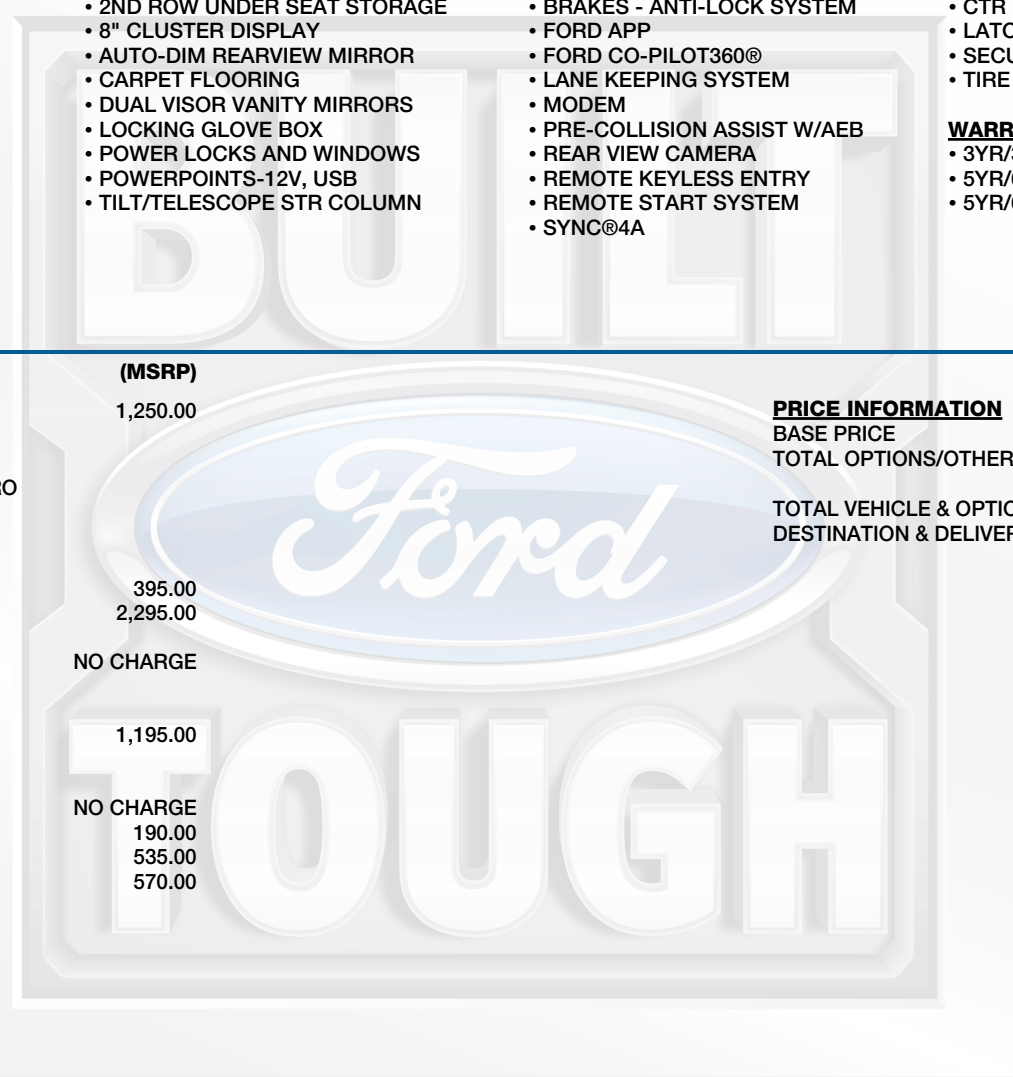 • 2ND ROW UNDER SEAT STORAGE
• 8" CLUSTER DISPLAY
• AUTO-DIM REARVIEW MIRROR
• CARPET FLOORING
• DUAL VISOR VANITY MIRRORS
• LOCKING GLOVE BOX
• POWER LOCKS AND WINDOWS
• POWERPOINTS-12V, USB
• TILT/TELESCOPE STR COLUMN
• BRAKES - ANTI-LOCK SYSTEM
• FORD APP
• FORD CO-PILOT360®
• LANE KEEPING SYSTEM
• MODEM
• PRE-COLLISION ASSIST W/AEB
• REAR VIEW CAMERA
• REMOTE KEYLESS ENTRY
• REMOTE START SYSTEM
• SYNC®4A
• CTR
• LATC
• SECU
• TIRE
WARR
• 3YR/3
• 5YR/6
• 5YR/6
BUILT
Ford
TOUGH
(MSRP)
1,250.00
RO
395.00
2,295.00
NO CHARGE
1,195.00
NO CHARGE
190.00
535.00
570.00
PRICE INFORMATION
BASE PRICE
TOTAL OPTIONS/OTHER
TOTAL VEHICLE & OPTIO
DESTINATION & DELIVER